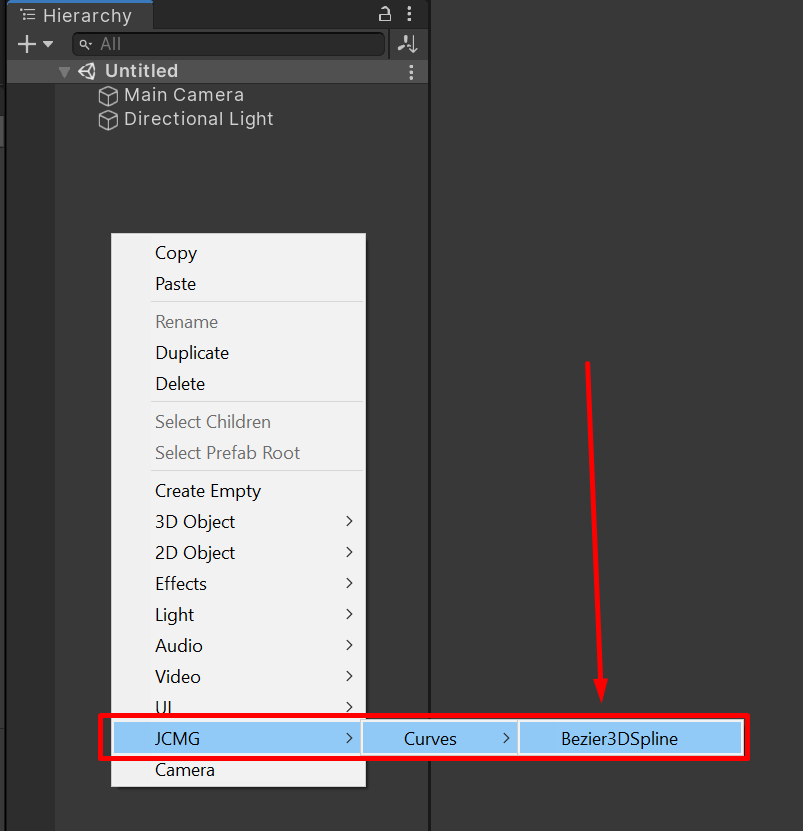 Hierarchy
All
Untitled
Main Camera
Directional Light
Copy
Paste
Rename
Duplicate
Delete
Select Children
Select Prefab Root
Create Empty
3D Object
2D Object
Effects
Light
Audio
Video
UI
JCMG Curves Bezier3DSpline
Camera